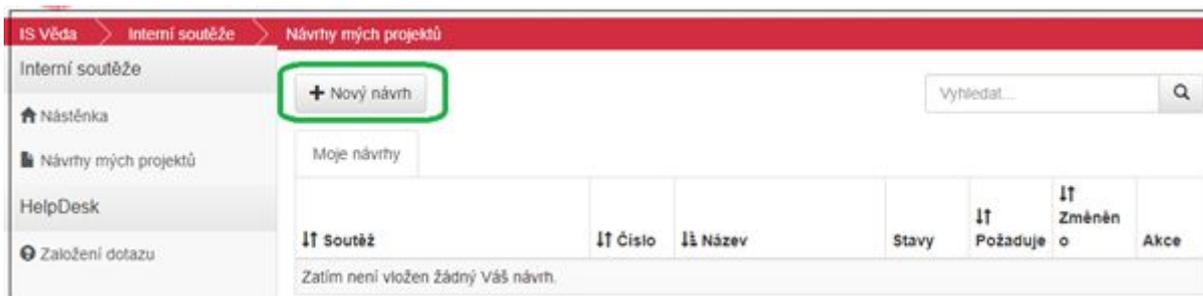 IS Věda Interní soutěže Návrhy mých projektů
Interní soutěže
Nástěnka
Návrhy mých projektů
HelpDesk
Založení dotazu
Nový návrh
Vyhledat...
Moje návrhy
Soutěž Číslo Název Stavy Požaduje Změněn
o
Akce
Zatím není vložen žádný Váš návrh.